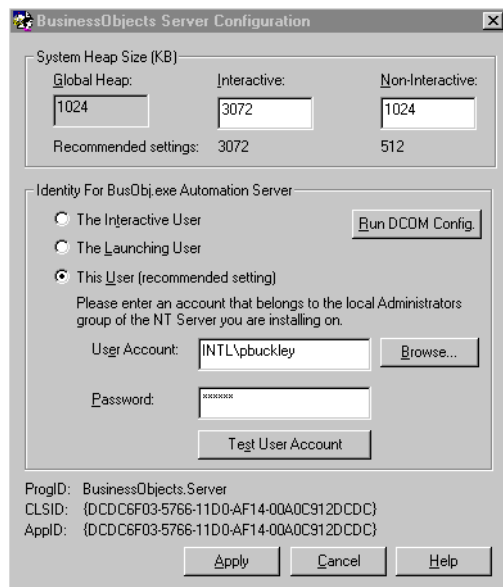 BusinessObjects Server Configuration
System Heap Size (KB)
Global Heap: Interactive: Non-Interactive:
1024 3072 1024
Recommended settings: 3072 512
Identity For BusObj.exe Automation Server
The Interactive User
Run DCOM Config.
The Launching User
This User (recommended setting)
Please enter an account that belongs to the local Administrators
group of the NT Server you are installing on.
User Account: INTL\pbuckley Browse...
Password: xxxxxx
Test User Account
ProgID: BusinessObjects.Server
CLSID: {DCDC6F03-5766-11D0-AF14-00A0C912DCDC}
AppID: {DCDC6F03-5766-11D0-AF14-00A0C912DCDC}
Apply Cancel Help